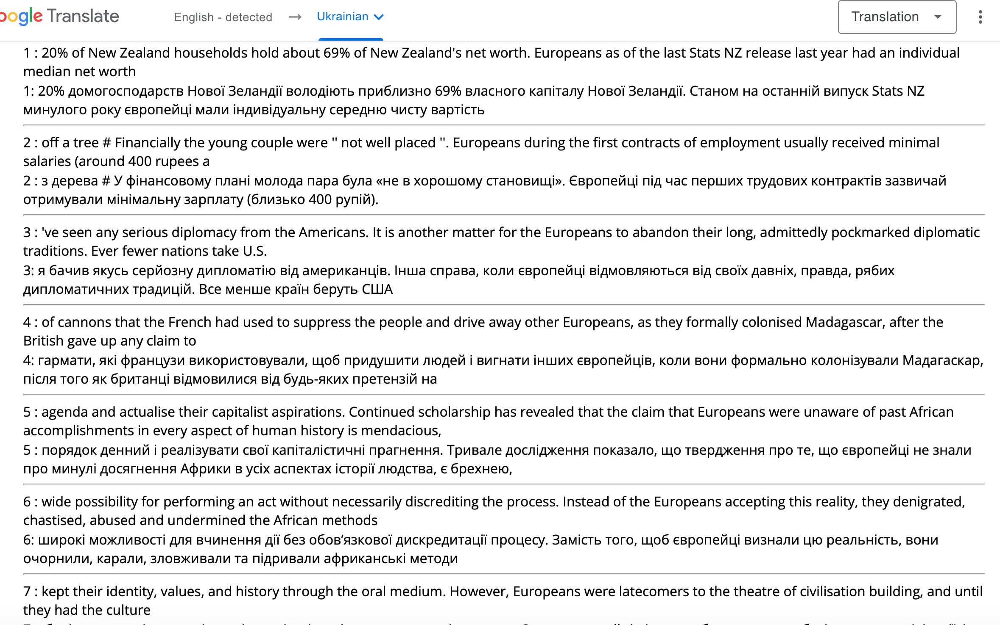 oogle Translate
English - detected → Ukrainian
Translation
1 : 20% of New Zealand households hold about 69% of New Zealand's net worth. Europeans as of the last Stats NZ release last year had an individual
median net worth
1: 20% домогосподарств Нової Зеландії володіють приблизно 69% власного капіталу Нової Зеландії. Станом на останній випуск Stats NZ
минулого року європейці мали індивідуальну середню чисту вартість
2 : off a tree # Financially the young couple were '' not well placed ''. Europeans during the first contracts of employment usually received minimal
salaries (around 400 rupees a
2 : з дерева # У фінансовому плані молода пара була «не в хорошому становищі». Європейці під час перших трудових контрактів зазвичай
отримували мінімальну зарплату (близько 400 рупій).
3 : 've seen any serious diplomacy from the Americans. It is another matter for the Europeans to abandon their long, admittedly pockmarked diplomatic
traditions. Ever fewer nations take U.S.
3: я бачив якусь серйозну дипломатію від американців. Інша справа, коли європейці відмовляються від своїх давніх, правда, рябих
дипломатичних традицій. Все менше країн беруть США
4 : of cannons that the French had used to suppress the people and drive away other Europeans, as they formally colonised Madagascar, after the
British gave up any claim to
4: гармати, які французи використовували, щоб придушити людей і вигнати інших європейців, коли вони формально колонізували Мадагаскар,
після того як британці відмовилися від будь-яких претензій на
5 : agenda and actualise their capitalist aspirations. Continued scholarship has revealed that the claim that Europeans were unaware of past African
accomplishments in every aspect of human history is mendacious,
5 : порядок денний і реалізувати свої капіталістичні прагнення. Тривале дослідження показало, що твердження про те, що європейці не знали
про минулі досягнення Африки в усіх аспектах історії людства, є брехнею,
6 : wide possibility for performing an act without necessarily discrediting the process. Instead of the Europeans accepting this reality, they denigrated,
chastised, abused and undermined the African methods
6: широкі можливості для вчинення дії без обов’язкової дискредитації процесу. Замість того, щоб європейці визнали цю реальність, вони
очорнили, карали, зловживали та підривали африканські методи
7 : kept their identity, values, and history through the oral medium. However, Europeans were latecomers to the theatre of civilisation building, and until
they had the culture